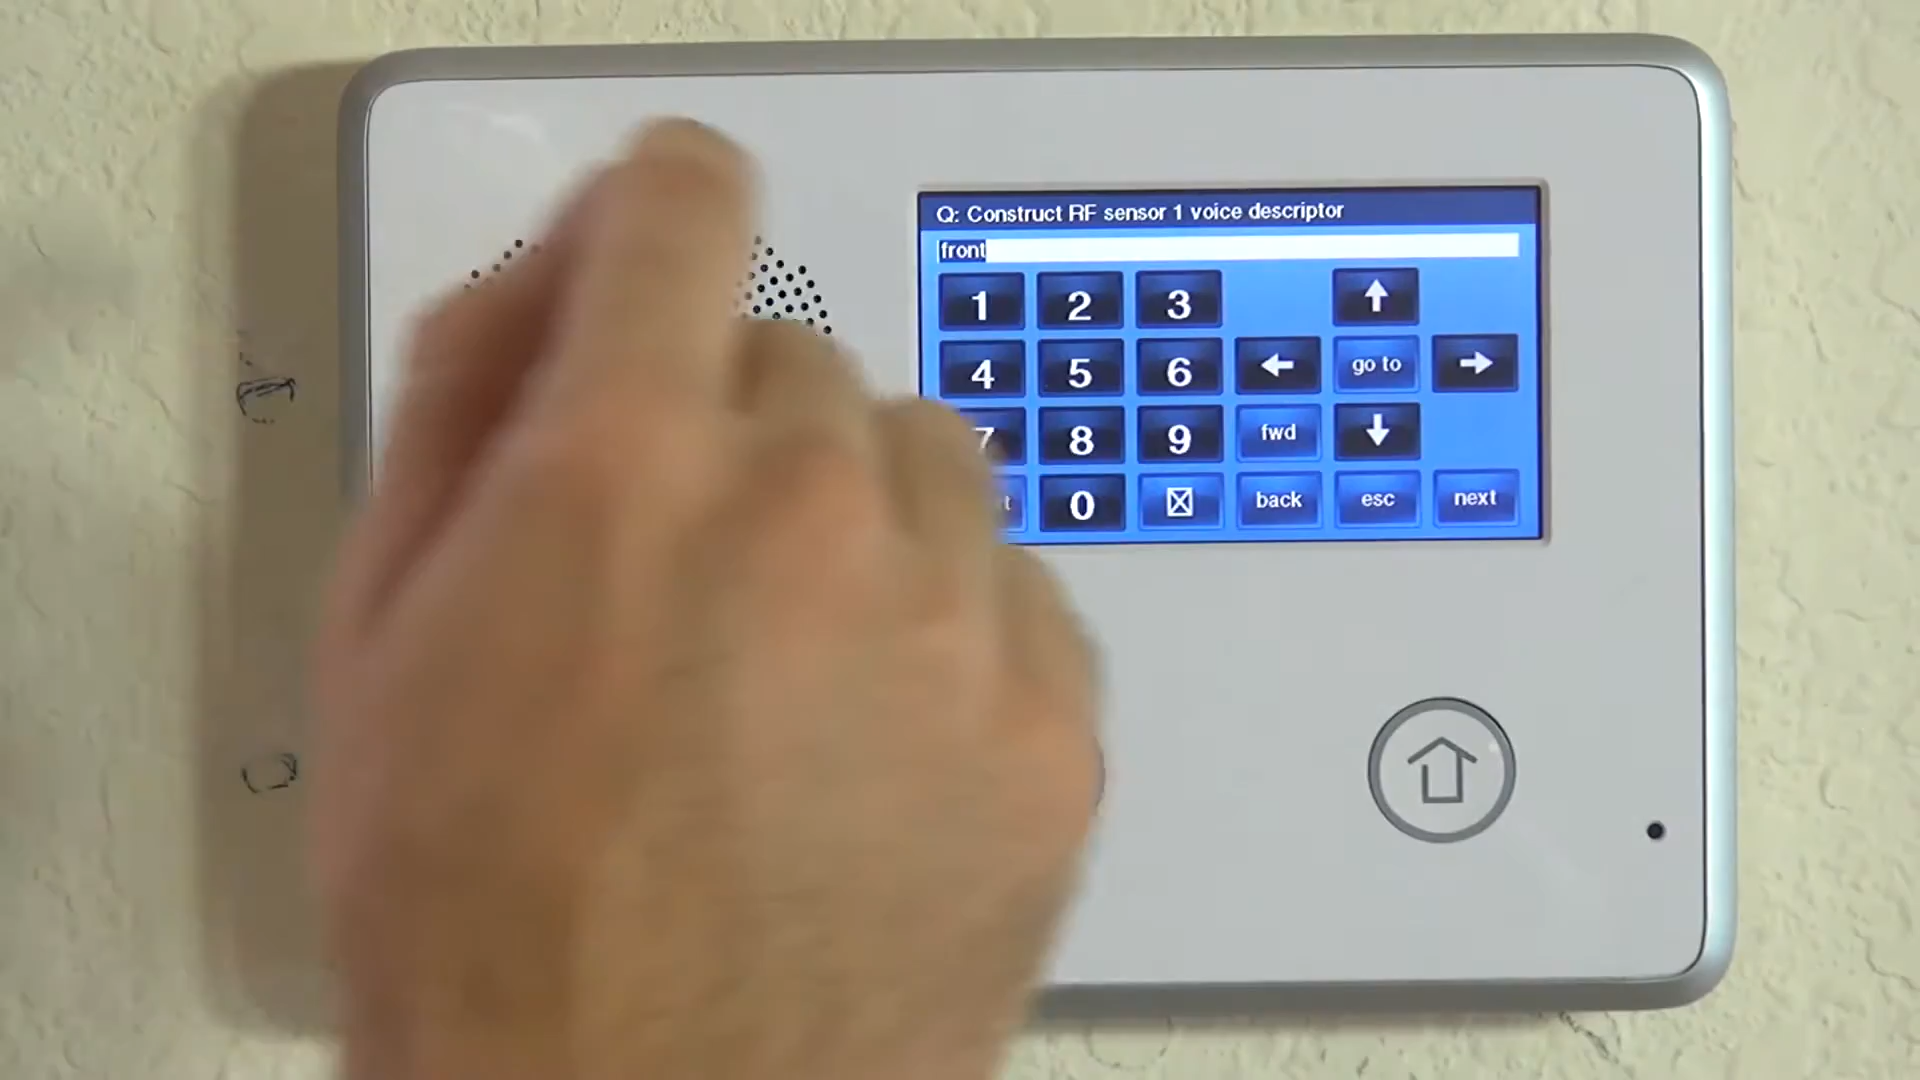 Q: Construct RF sensor 1 voice descriptor
front
1 2 3
4 5 6 go to
7 8 9 fwd
0 back esc next